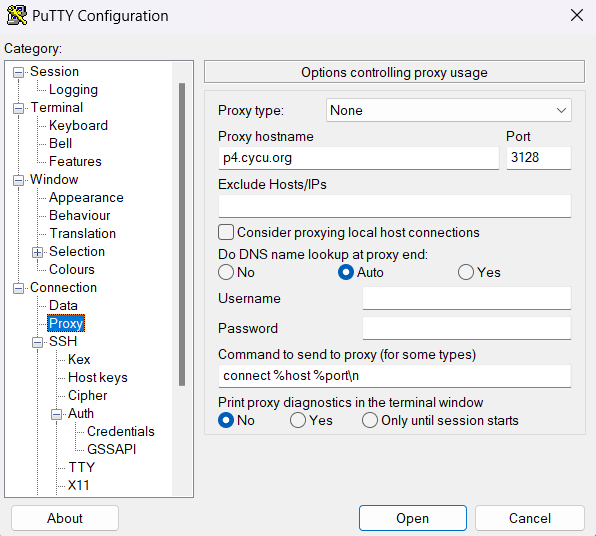 PuTTY Configuration
Category:
Session
Logging
Terminal
Keyboard
Bell
Features
Window
Appearance
Behaviour
Translation
Selection
Colours
Connection
Data
Proxy
SSH
Kex
Host keys
Cipher
Auth
Credentials
GSSAPI
TTY
X11
Options controlling proxy usage
Proxy type: None
Proxy hostname Port
p4.cycu.org 3128
Exclude Hosts/IPs
Consider proxying local host connections
Do DNS name lookup at proxy end:
No Auto Yes
Username
Password
Command to send to proxy (for some types)
connect %host %port\n
Print proxy diagnostics in the terminal window
No Yes Only until session starts
About Open Cancel